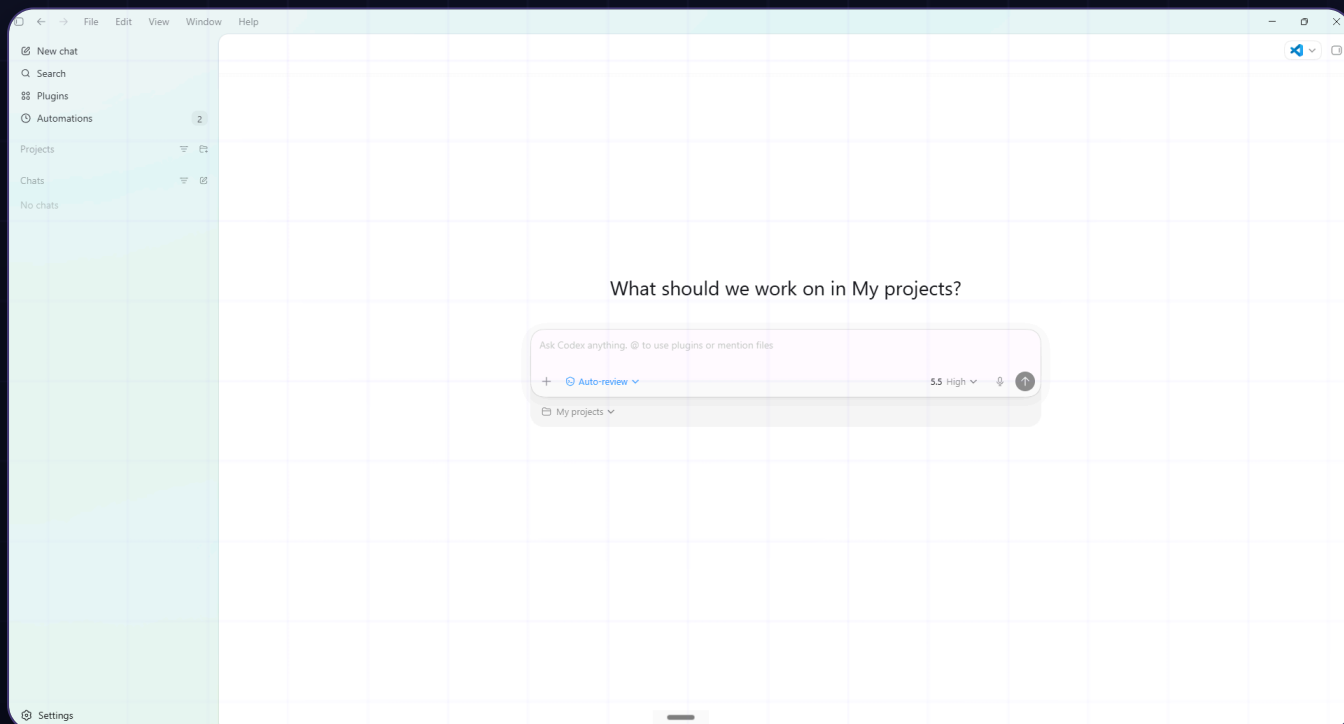 File Edit View Window Help
New chat
Search
Plugins
Automations 2
Projects
Chats
No chats
What should we work on in My projects?
Ask Codex anything, @ to use plugins or mention files
Auto-review 5.5 High
My projects
Settings